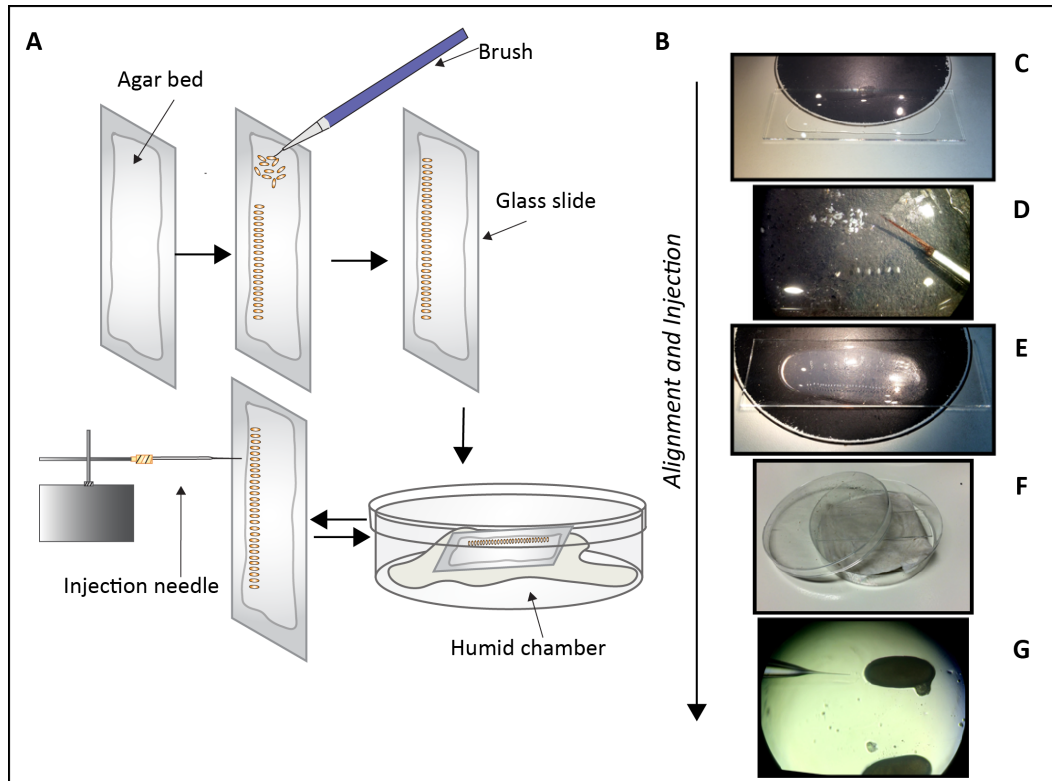 A
Brush
Agar bed
Glass slide
Injection needle
Humid chamber
B
Alignment and Injection
C
D
E
F
G